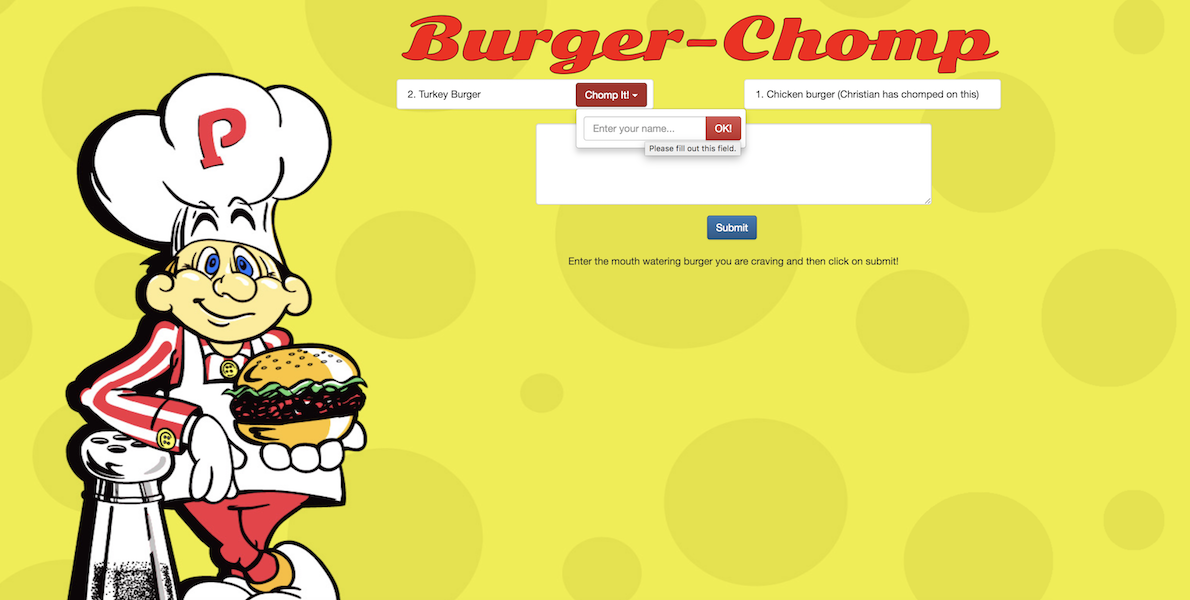 Burger-Chomp
P
2. Turkey Burger
Chomp It!
1. Chicken burger (Christian has chomped on this)
Enter your name...
OK!
Please fill out this field.
Submit
Enter the mouth watering burger you are craving and then click on submit!